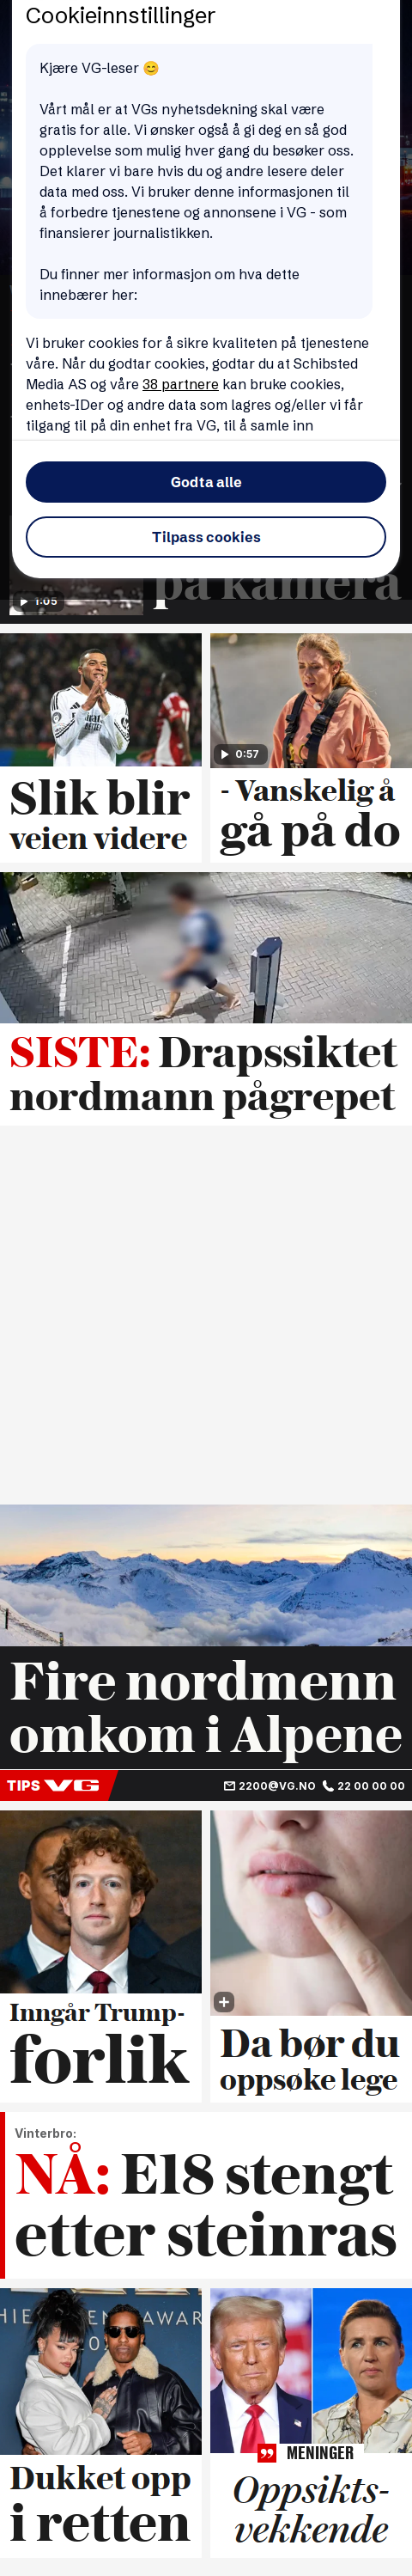 Cookieinnstillinger
Kjære VG-leser 😊
Vårt mål er at VGs nyhetsdekning skal være
gratis for alle. Vi ønsker også å gi deg en så god
opplevelse som mulig hver gang du besøker oss.
Det klarer vi bare hvis du og andre lesere deler
data med oss. Vi bruker denne informasjonen til
å forbedre tjenestene og annonsene i VG - som
finansierer journalistikken.
Du finner mer informasjon om hva dette
innebærer her:
Vi bruker cookies for å sikre kvaliteten på tjenestene
våre. Når du godtar cookies, godtar du at Schibsted
Media AS og våre 38 partnere kan bruke cookies,
enhets-IDer og andre data som lagres og/eller vi får
tilgang til på din enhet fra VG, til å samle inn
Godta alle
Tilpass cookies
på kamera
1:05
Slik blir
veien videre
0:57
- Vanskelig å
gå på do
SISTE: Drapssiktet
nordmann pågrepet
Fire nordmenn
omkom i Alpene
TIPS VG
2200@VG.NO 22 00 00 00
Inngår Trump-
forlik
Da bør du
oppsøke lege
Vinterbro:
NÅ: E18 stengt
etter steinras
Dukket opp
i retten
MENINGER
Oppsikts-
vekkende